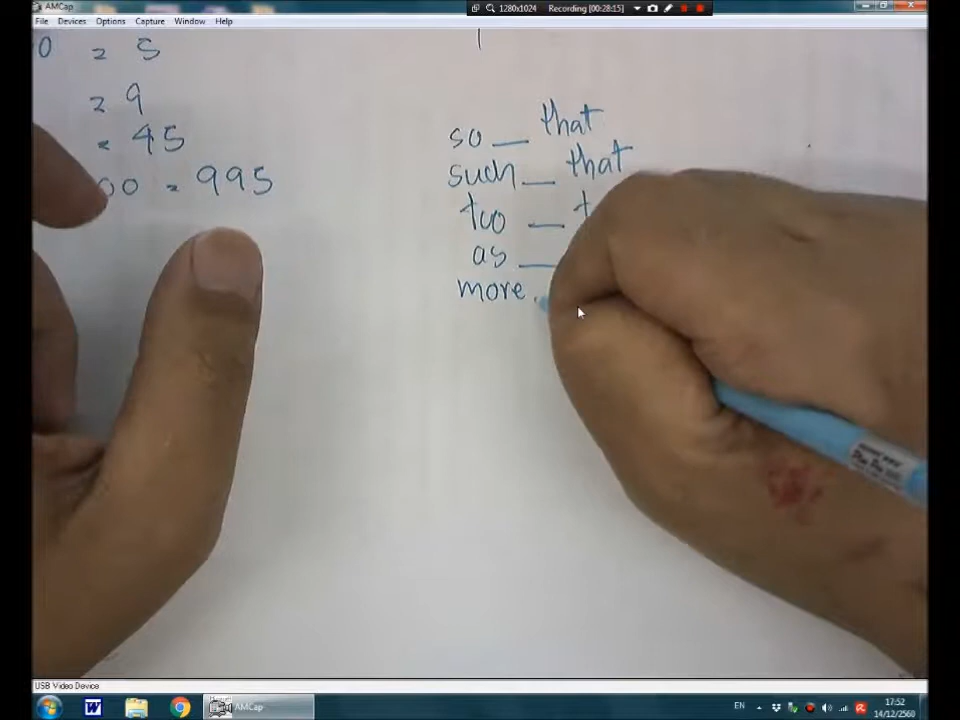 AMCap
1280x1024 Recording [00:28:15]
File Devices Options Capture Window Help
0 = 5
= 9
= 45
00 = 995
so __ that
such __ that
too __ t
as __
more
USB Video Device
AMCap
EN
17:52
14/12/2560